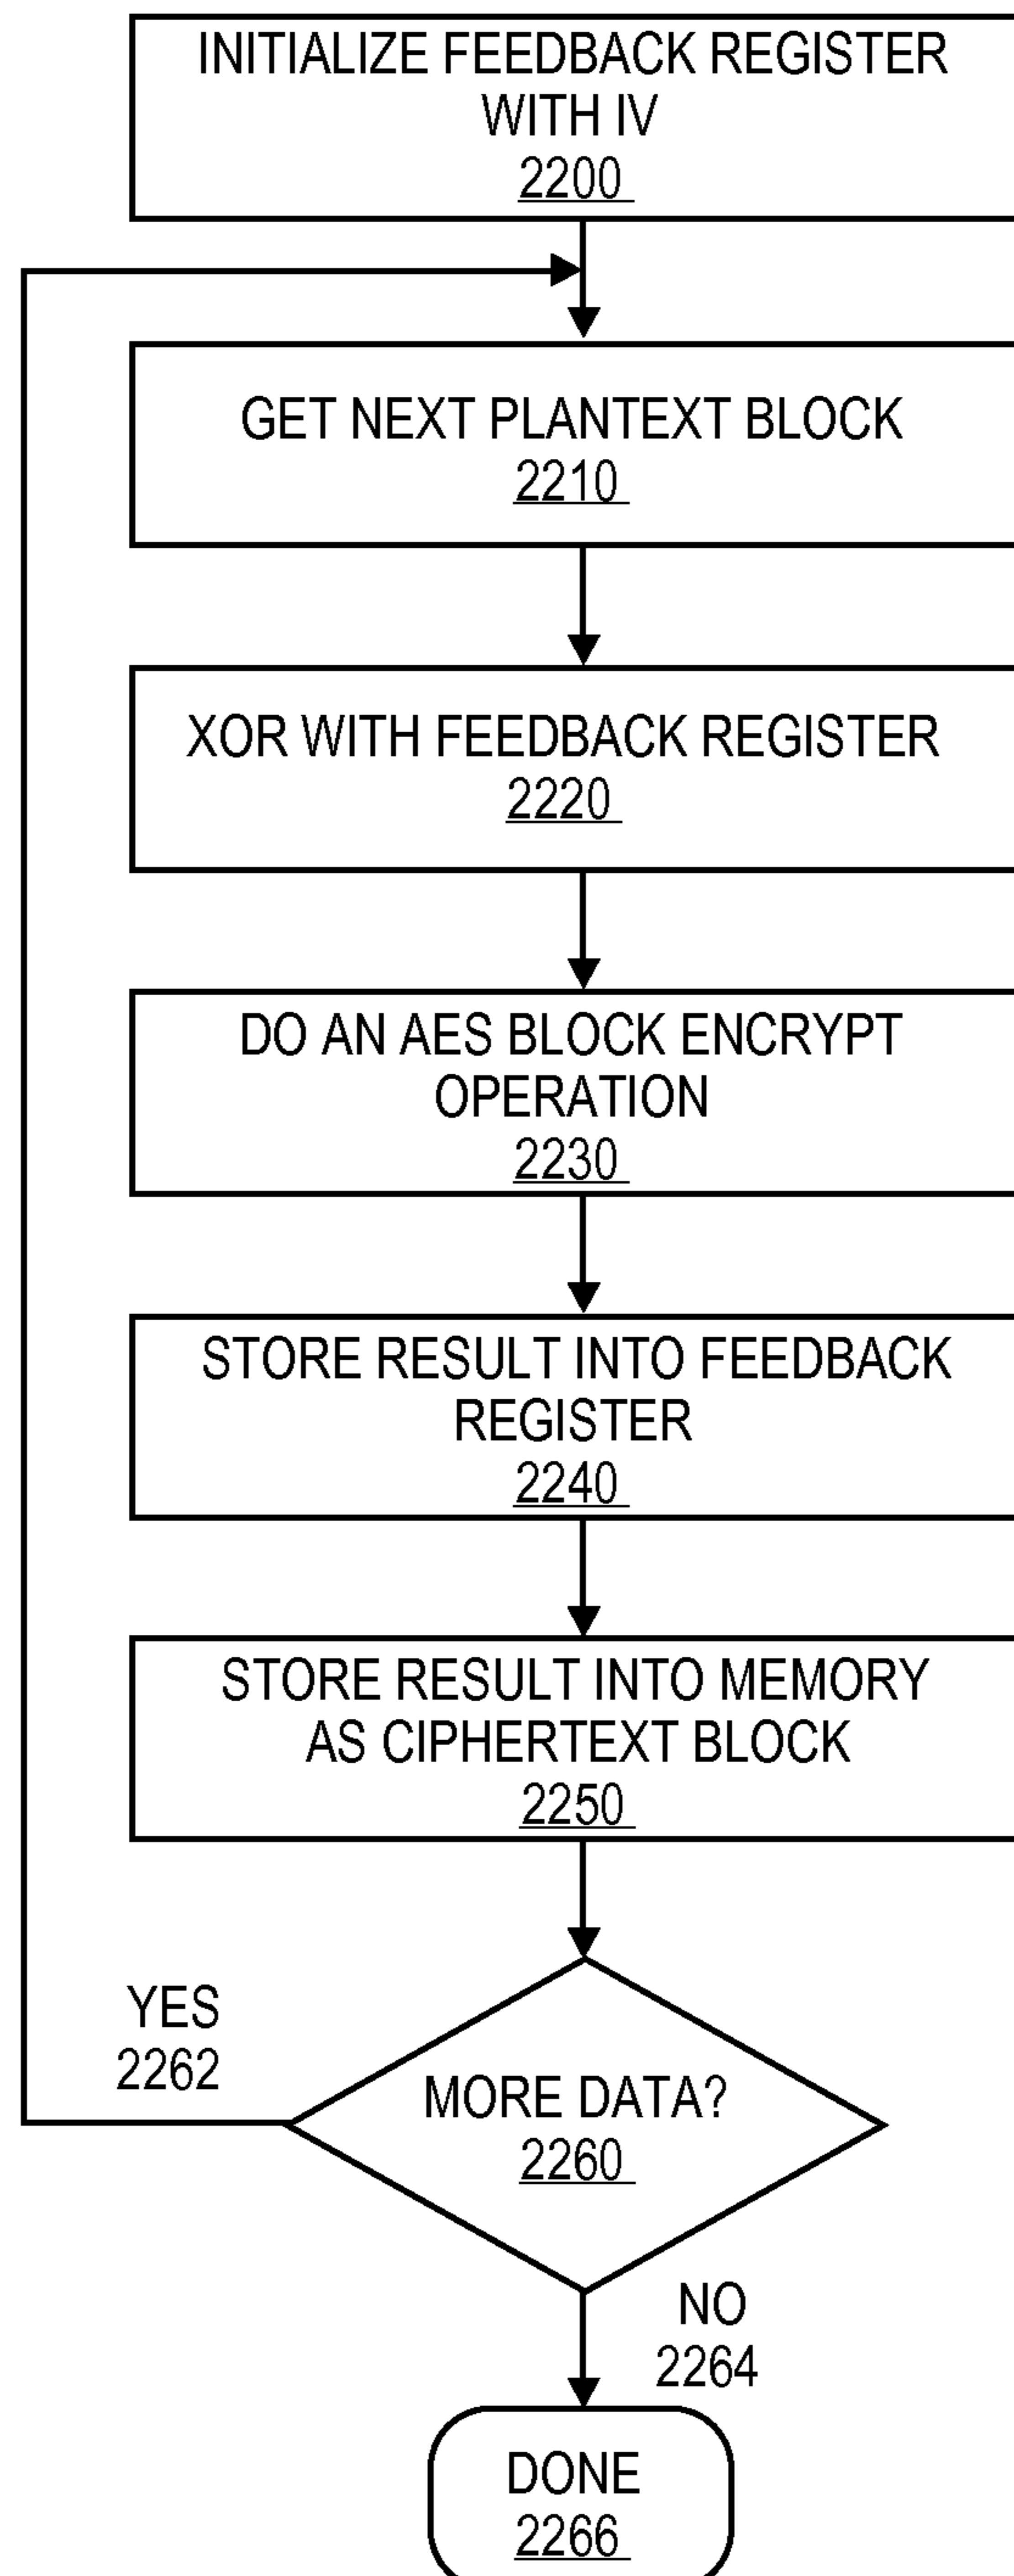 INITIALIZE FEEDBACK REGISTER
WITH IV
2200
GET NEXT PLANTEXT BLOCK
2210
XOR WITH FEEDBACK REGISTER
2220
DO AN AES BLOCK ENCRYPT
OPERATION
2230
STORE RESULT INTO FEEDBACK
REGISTER
2240
STORE RESULT INTO MEMORY
AS CIPHERTEXT BLOCK
2250
YES
2262
MORE DATA?
2260
NO
2264
DONE
2266